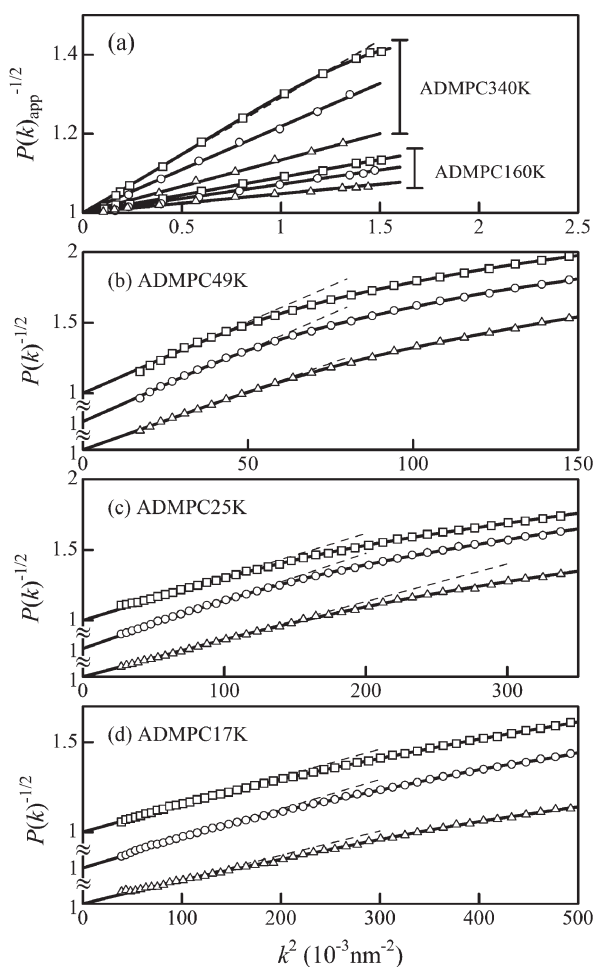 (a)
P(k)app^-1/2
1.4
1.2
1
ADMPC340K
ADMPC160K
0 0.5 1 1.5 2 2.5
(b) ADMPC49K
P(k)^-1/2
2
1.5
1
1
1
0 50 100 150
(c) ADMPC25K
P(k)^-1/2
2
1.5
1
1
1
0 100 200 300
(d) ADMPC17K
P(k)^-1/2
1.5
1
1
1
0 100 200 300 400 500
k^2 (10^-3nm^-2)